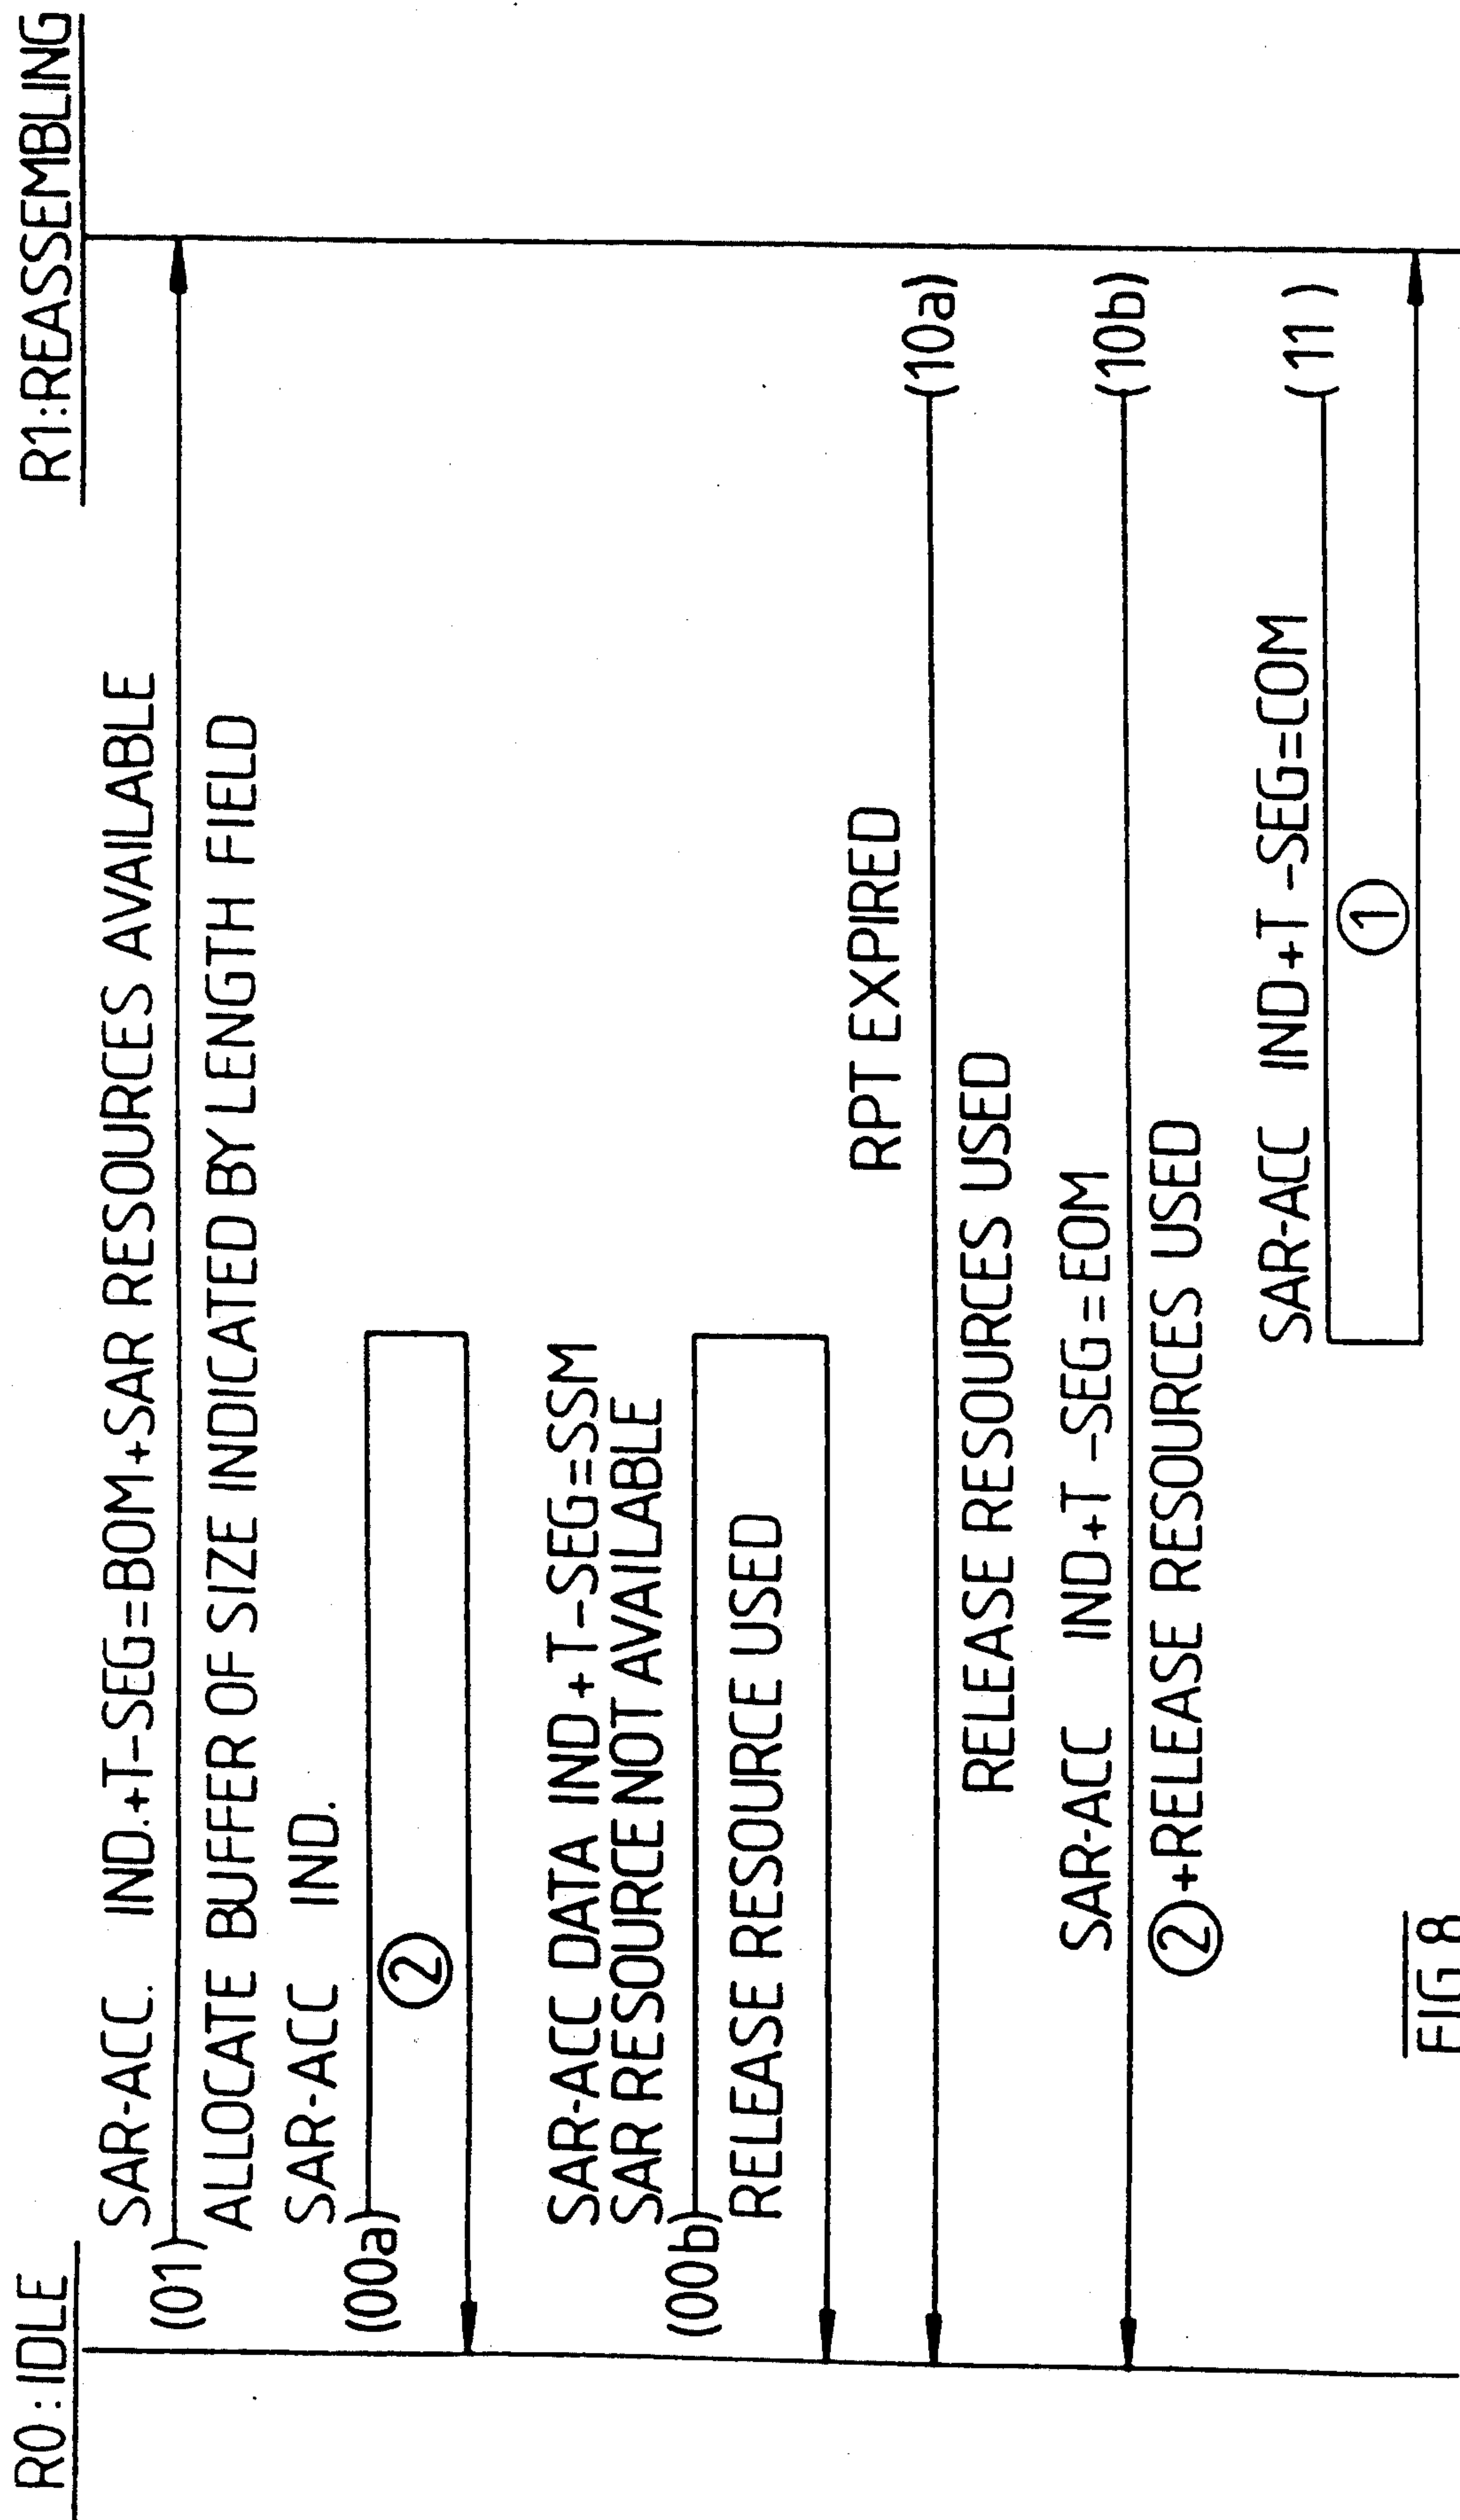 R0: IDLE
R1:REASSEMBLING
SAR-ACC. IND.+T-SEG=BOM+SAR RESOURCES AVAILABLE
(01)
ALLOCATE BUFFER OF SIZE INDICATED BY LENGTH FIELD
SAR-ACC IND.
(00a)
2
SAR-ACC DATA IND+T-SEG=SSM
SAR RESOURCE NOT AVAILABLE
(00b)
RELEASE RESOURCE USED
RPT EXPIRED
(10a)
RELEASE RESOURCES USED
SAR-ACC IND+T-SEG=EOM
(10b)
2+RELEASE RESOURCES USED
SAR-ACC IND+T-SEG=COM
(11)
1
FIG 8